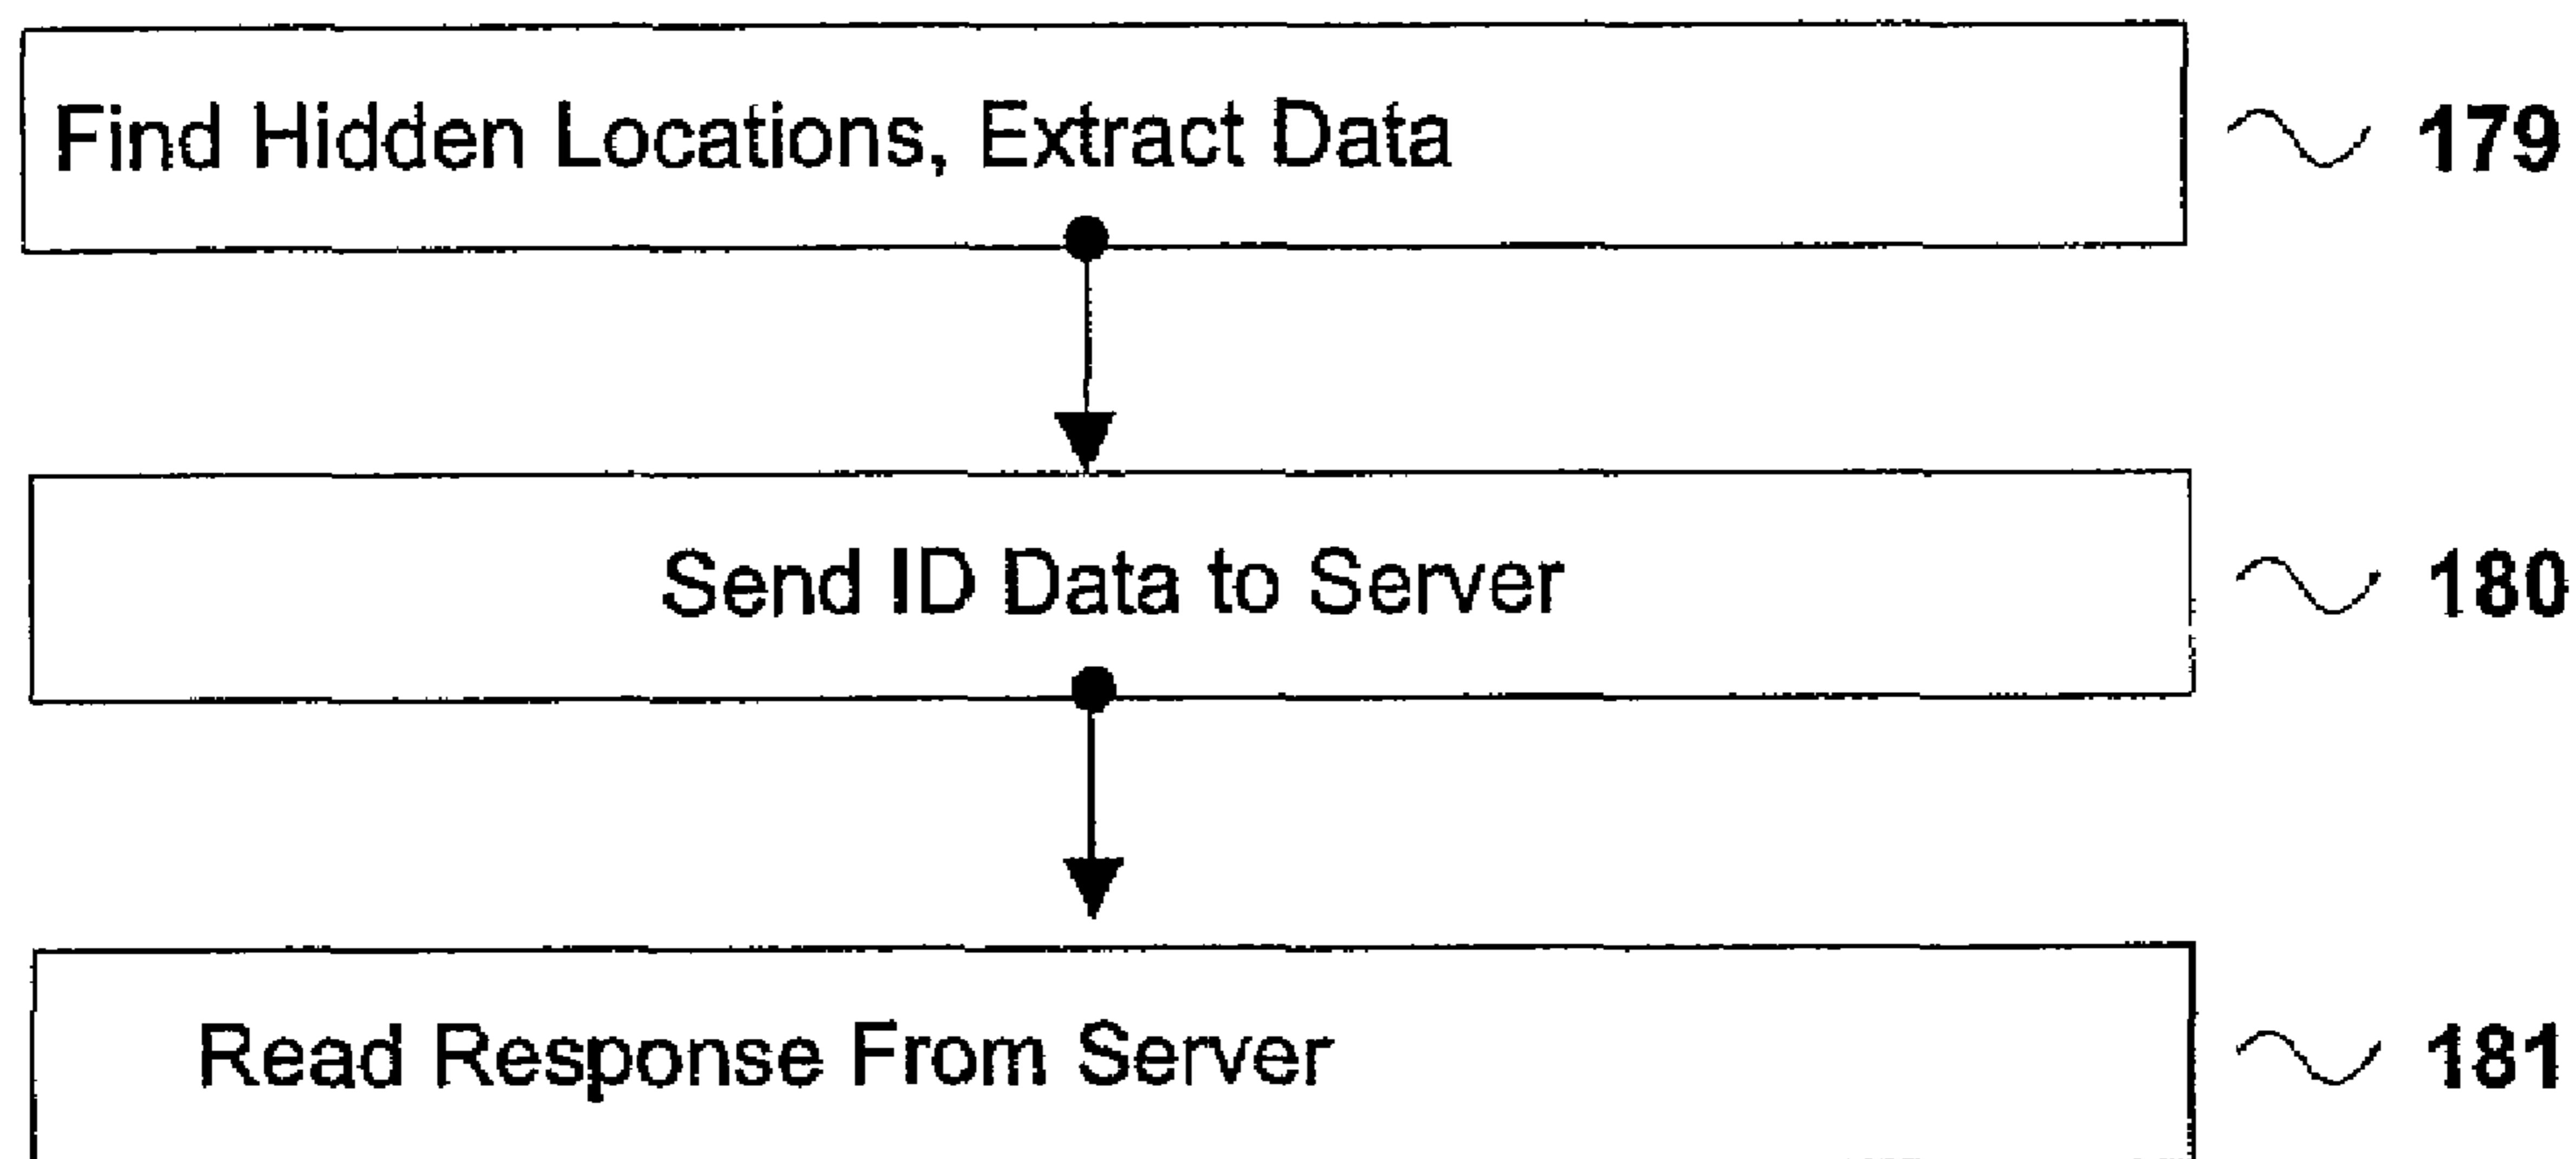 Find Hidden Locations, Extract Data 179
Send ID Data to Server 180
Read Response From Server 181